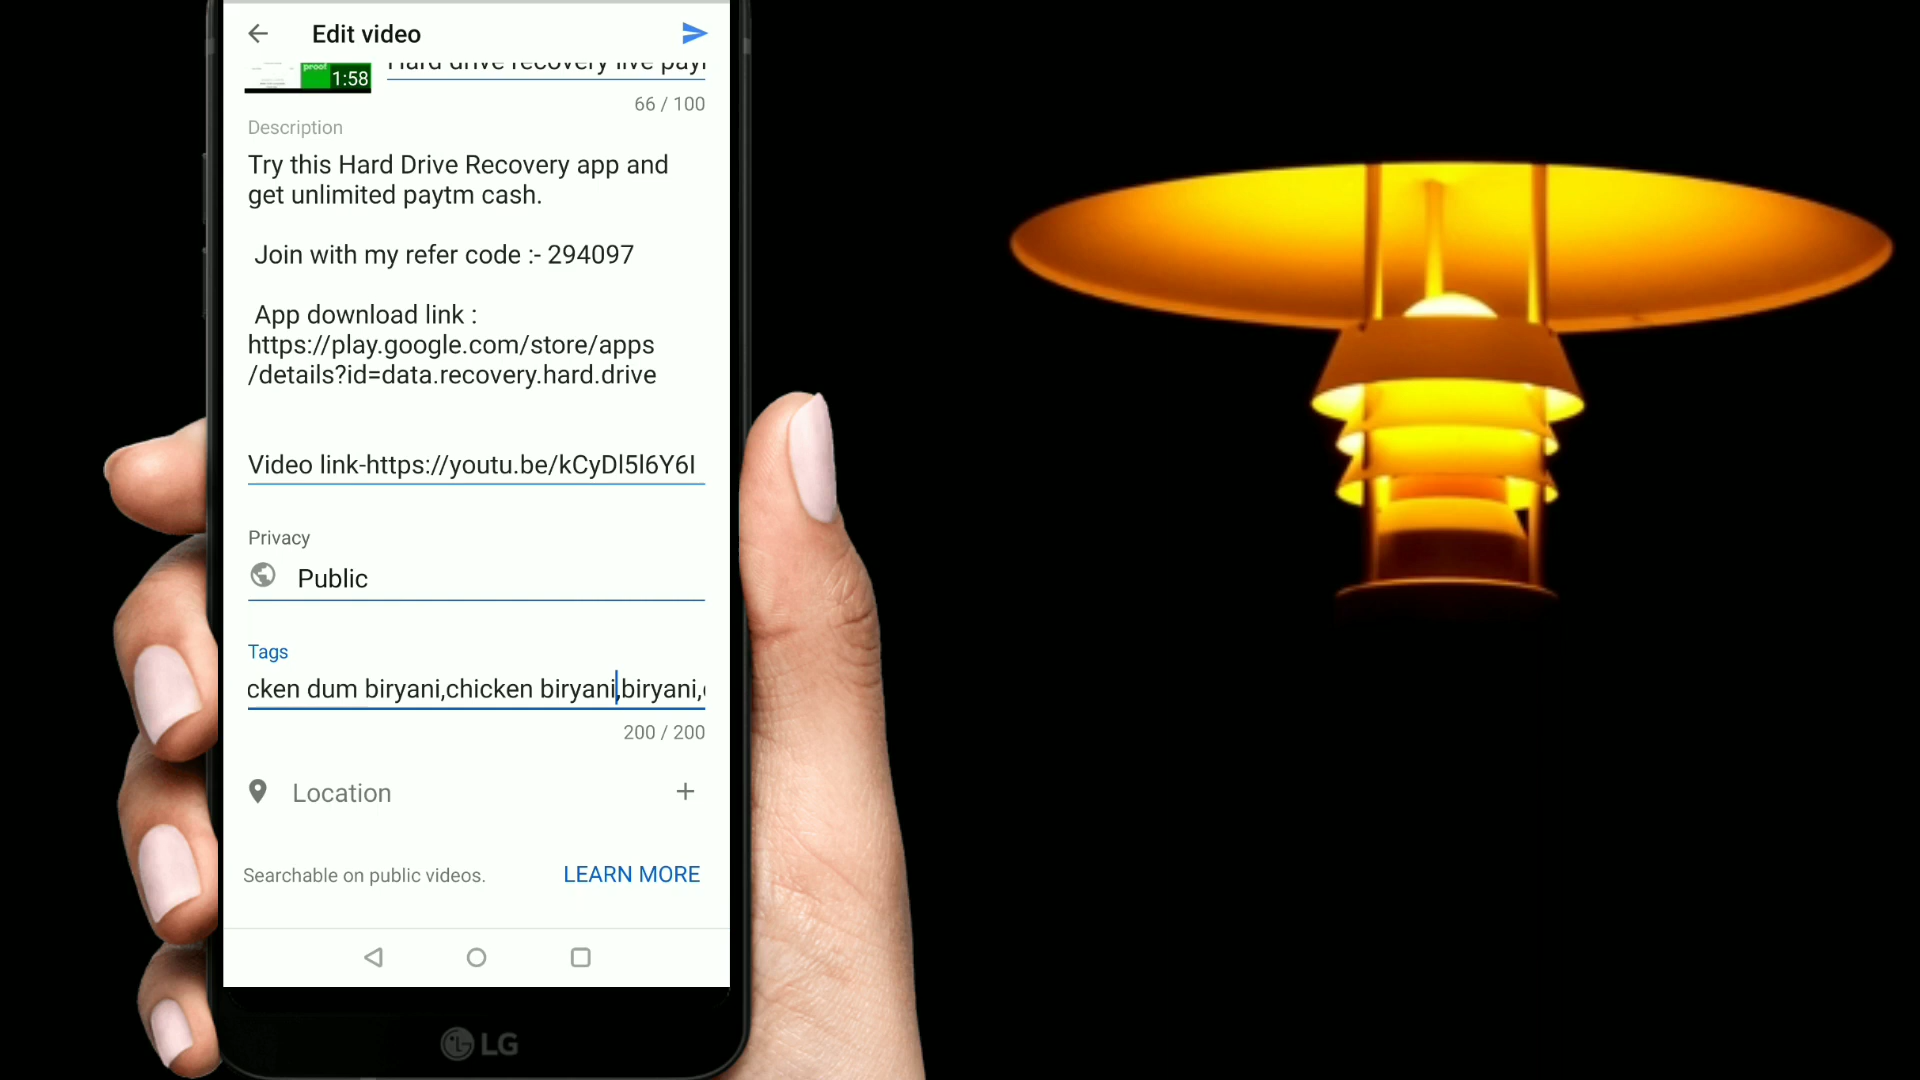 Edit video
proof
1:58
Hard drive recovery live payı
66 / 100
Description
Try this Hard Drive Recovery app and
get unlimited paytm cash.
Join with my refer code :- 294097
App download link :
https://play.google.com/store/apps
/details?id=data.recovery.hard.drive
Video link-https://youtu.be/kCyDl5l6Y6I
Privacy
Public
Tags
cken dum biryani,chicken biryani,biryani,
200 / 200
Location
Searchable on public videos.
LEARN MORE
LG